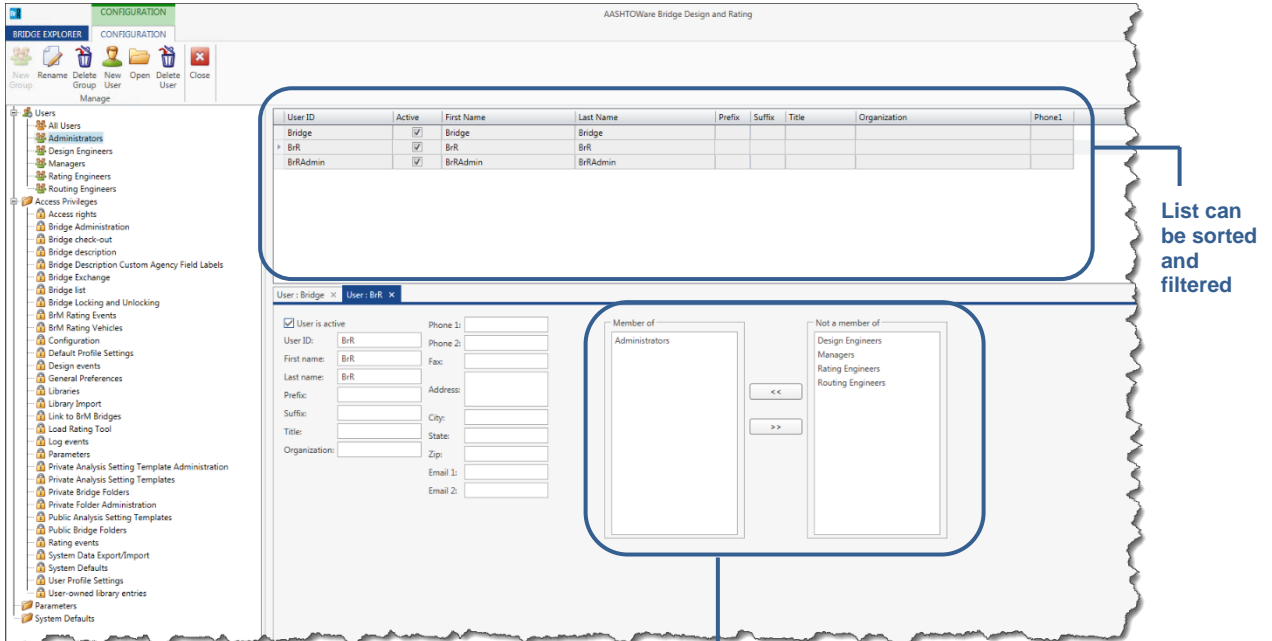 CONFIGURATION
AASHTOWare Bridge Design and Rating
BRIDGE EXPLORER CONFIGURATION
New Group Rename Delete Group New User Open Delete User Close
Manage
Users
All Users
Administrators
Design Engineers
Managers
Rating Engineers
Routing Engineers
Access Privileges
Access rights
Bridge Administration
Bridge check-out
Bridge description
Bridge Description Custom Agency Field Labels
Bridge Exchange
Bridge list
Bridge Locking and Unlocking
BrM Rating Events
BrM Rating Vehicles
Configuration
Default Profile Settings
Design events
General Preferences
Libraries
Library Import
Link to BrM Bridges
Load Rating Tool
Log events
Parameters
Private Analysis Setting Template Administration
Private Analysis Setting Templates
Private Bridge Folders
Private Folder Administration
Public Analysis Setting Templates
Public Bridge Folders
Rating events
System Data Export/Import
System Defaults
User Profile Settings
User-owned library entries
Parameters
System Defaults
User ID Active First Name Last Name Prefix Suffix Title Organization Phone1
Bridge Bridge Bridge
BrR BrR BrR
BrRAdmin BrRAdmin BrRAdmin
List can
be sorted
and
filtered
User : Bridge × User : BrR ×
User is active
User ID: BrR
First name: BrR
Last name: BrR
Prefix:
Suffix:
Title:
Organization:
Phone 1:
Phone 2:
Fax:
Address:
City:
State:
Zip:
Email 1:
Email 2:
Member of
Administrators
<<
>>
Not a member of
Design Engineers
Managers
Rating Engineers
Routing Engineers